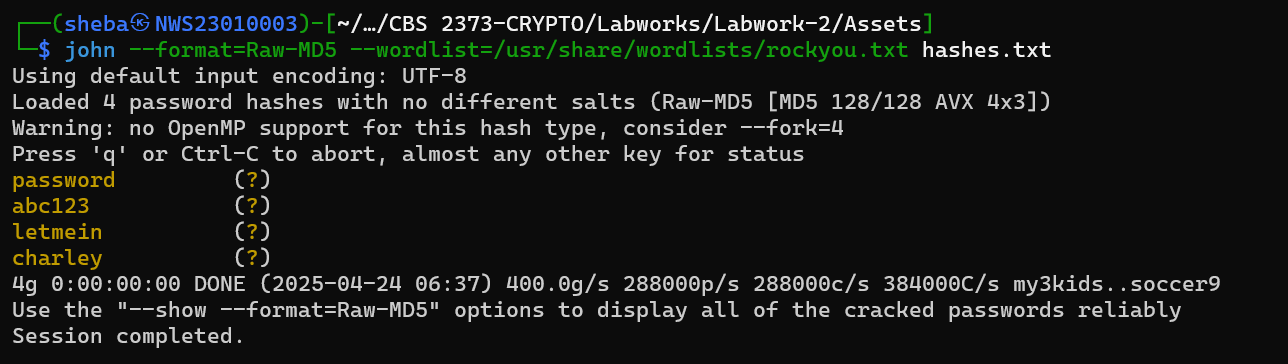 ┌──(sheba㉿NWS23010003)-[~/…/CBS 2373-CRYPTO/Labworks/Labwork-2/Assets]
└─$ john --format=Raw-MD5 --wordlist=/usr/share/wordlists/rockyou.txt hashes.txt
Using default input encoding: UTF-8
Loaded 4 password hashes with no different salts (Raw-MD5 [MD5 128/128 AVX 4x3])
Warning: no OpenMP support for this hash type, consider --fork=4
Press 'q' or Ctrl-C to abort, almost any other key for status
password         (?)
abc123           (?)
letmein          (?)
charley          (?)
4g 0:00:00:00 DONE (2025-04-24 06:37) 400.0g/s 288000p/s 288000c/s 384000C/s my3kids..soccer9
Use the "--show --format=Raw-MD5" options to display all of the cracked passwords reliably
Session completed.